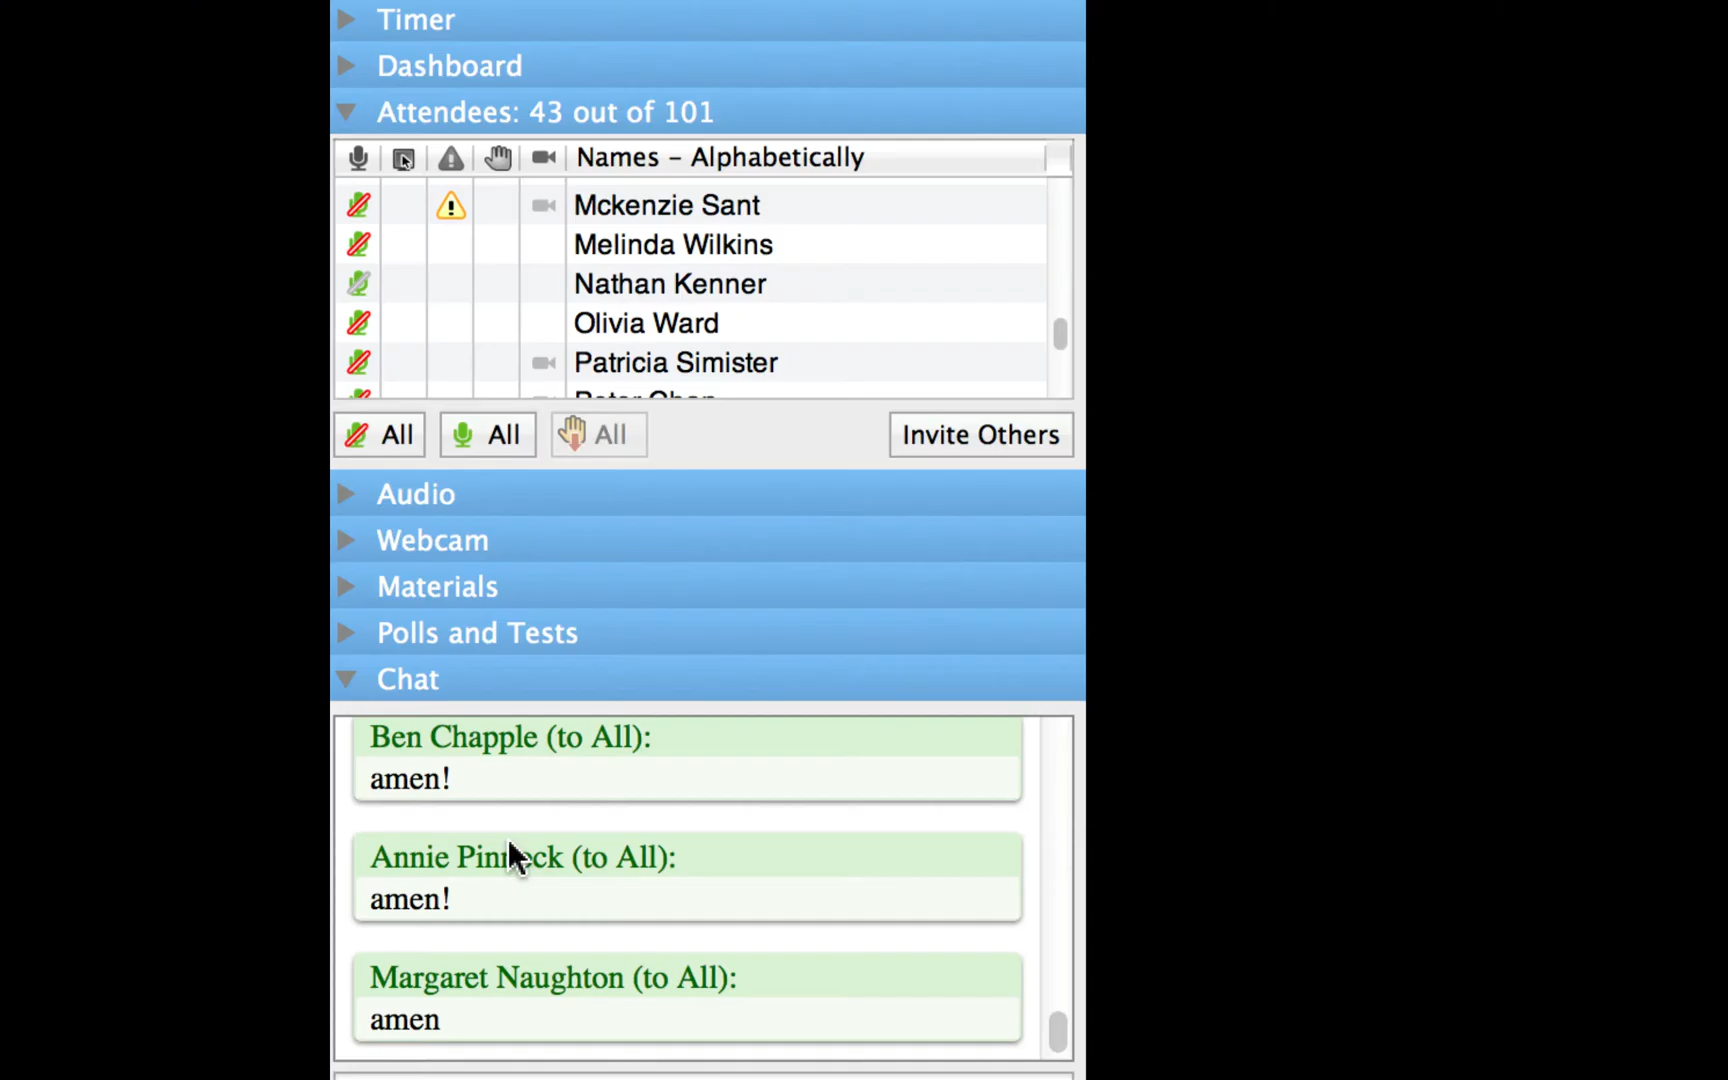 Timer
Dashboard
Attendees: 43 out of 101
Names - Alphabetically
Mckenzie Sant
Melinda Wilkins
Nathan Kenner
Olivia Ward
Patricia Simister
All
All
All
Invite Others
Audio
Webcam
Materials
Polls and Tests
Chat
Ben Chapple (to All):
amen!
Annie (to All):
amen!
Margaret Naughton (to All):
amen